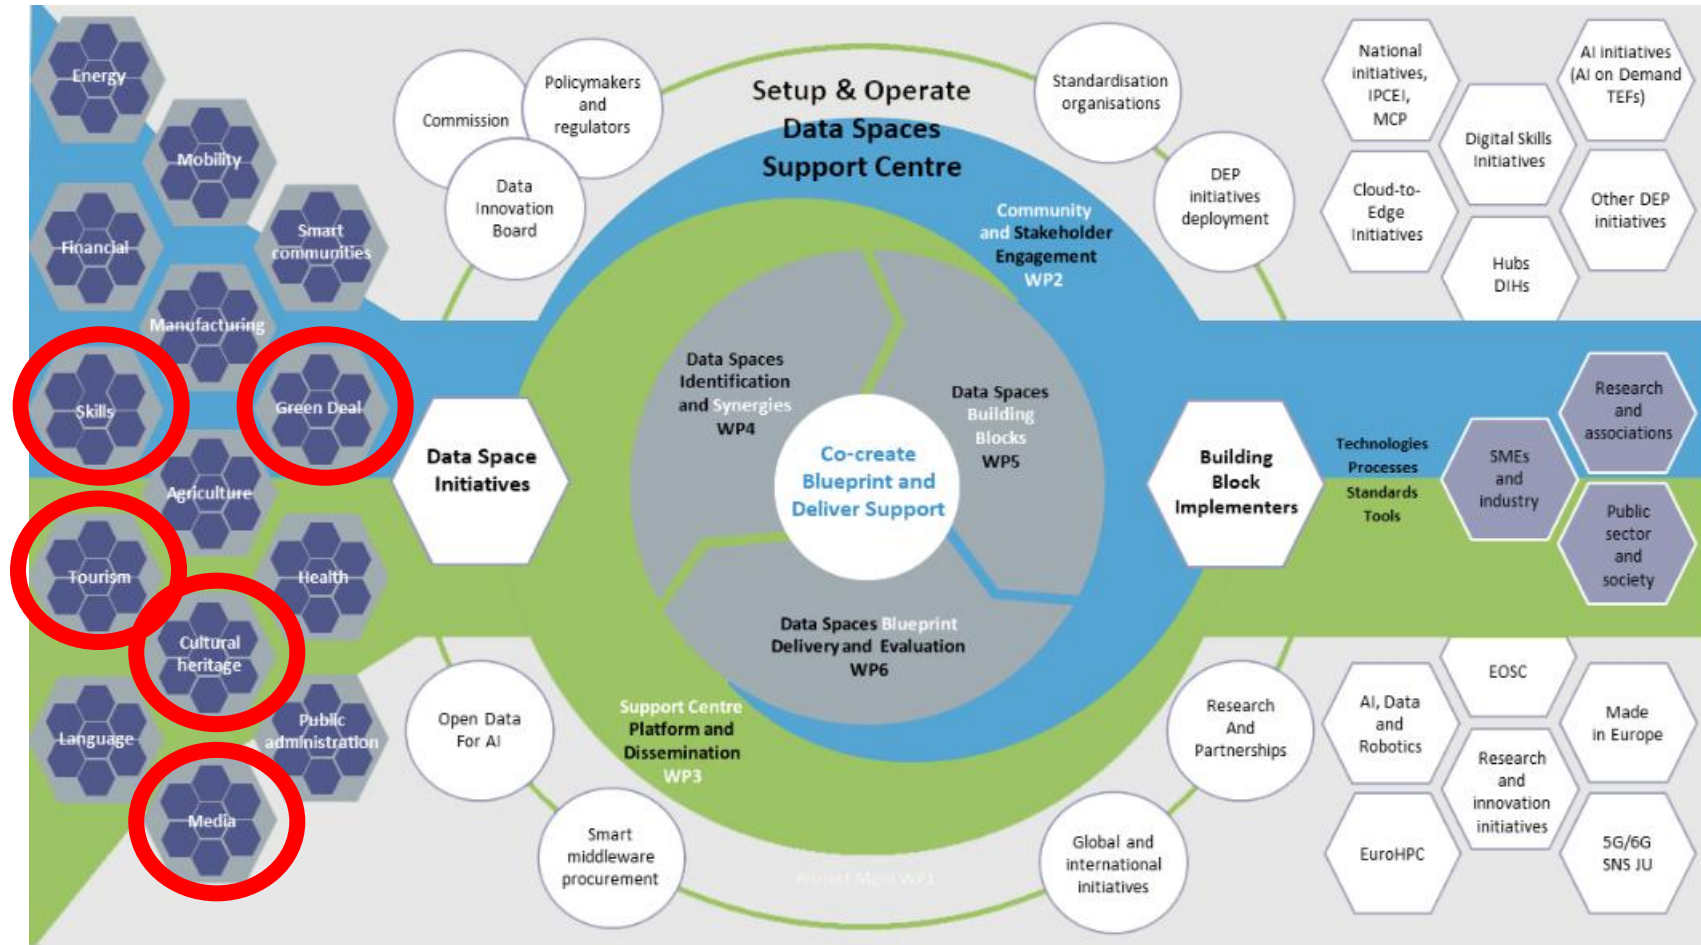 Energy
Mobility
Financial
Smart
communities
Manufacturing
Skills
Green Deal
Agriculture
Tourism
Health
Cultural
heritage
Language
Public
administration
Media
Commission
Policymakers
and
regulators
Data
Innovation
Board
Setup & Operate
Data Spaces
Support Centre
Community
and Stakeholder
Engagement
WP2
Standardisation
organisations
DEP
initiatives
deployment
Data Space
Initiatives
Data Spaces
Identification
and Synergies
WP4
Data Spaces
Building
Blocks
WP5
Co-create
Blueprint and
Deliver Support
Data Spaces Blueprint
Delivery and Evaluation
WP6
Support Centre
Platform and
Dissemination
WP3
Building
Block
Implementers
Technologies
Processes
Standards
Tools
Open Data
For AI
Smart
middleware
procurement
Project Mgm WP1
Global and
international
initiatives
Research
And
Partnerships
National
initiatives,
IPCEI,
MCP
AI initiatives
(AI on Demand
TEFs)
Digital Skills
Initiatives
Cloud-to-
Edge
Initiatives
Other DEP
initiatives
Hubs
DIHs
Research
and
associations
SMEs
and
industry
Public
sector
and
society
EOSC
AI, Data
and
Robotics
Made
in Europe
Research
and
innovation
initiatives
EuroHPC
5G/6G
SNS JU